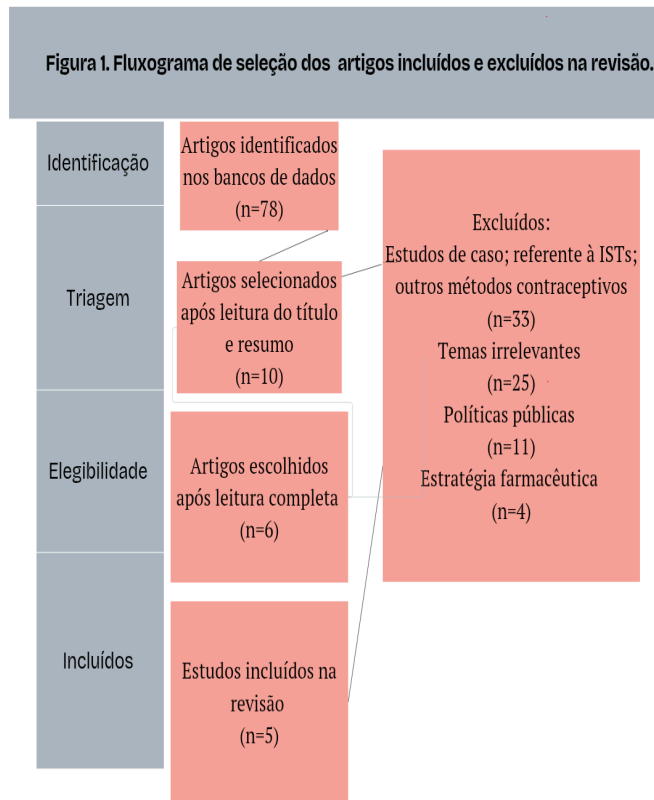 Figura 1. Fluxograma de seleção dos artigos incluídos e excluídos na revisão.
Identificação
Artigos identificados
nos bancos de dados
(n=78)
Triagem
Artigos selecionados
após leitura do título
e resumo
(n=10)
Excluídos:
Estudos de caso; referente à ISTs;
outros métodos contraceptivos
(n=33)
Temas irrelevantes
(n=25)
Políticas públicas
(n=11)
Estratégia farmacêutica
(n=4)
Elegibilidade
Artigos escolhidos
após leitura completa
(n=6)
Incluídos
Estudos incluídos na
revisão
(n=5)